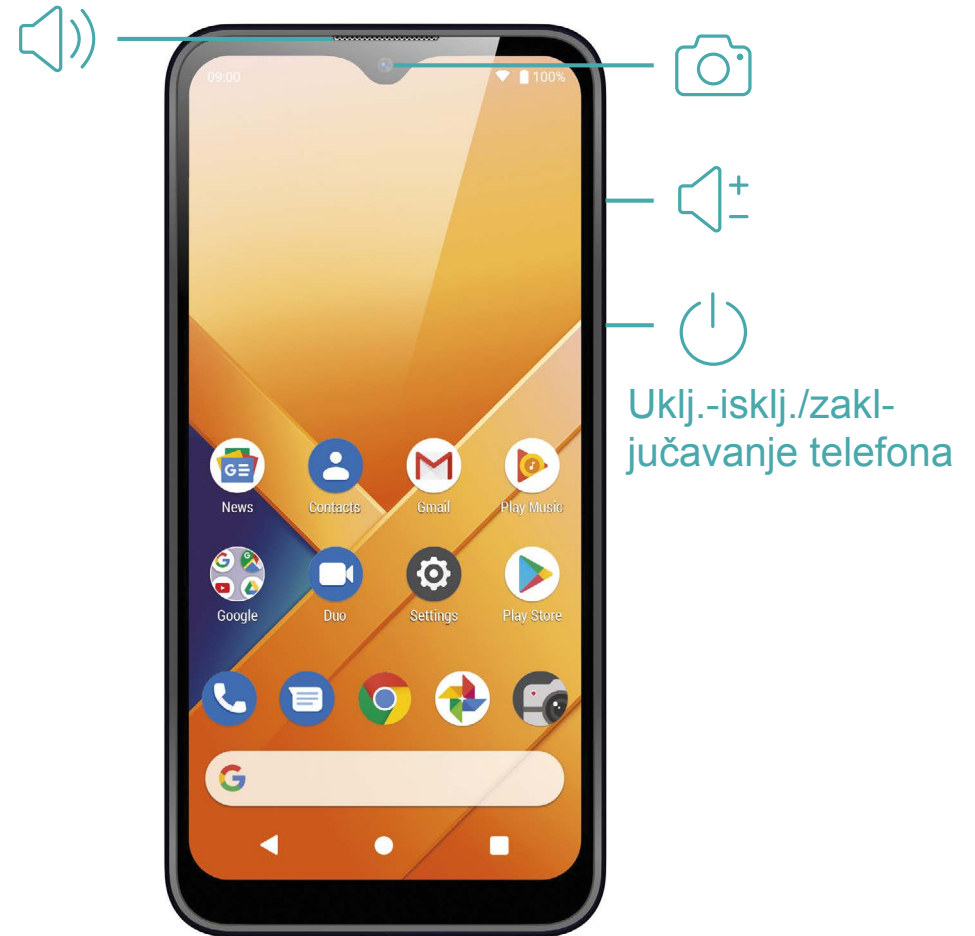 09:00 100%
Uklj.-isklj./zakl-
jučavanje telefona
News Contacts Gmail Play Music
Google Duo Settings Play Store